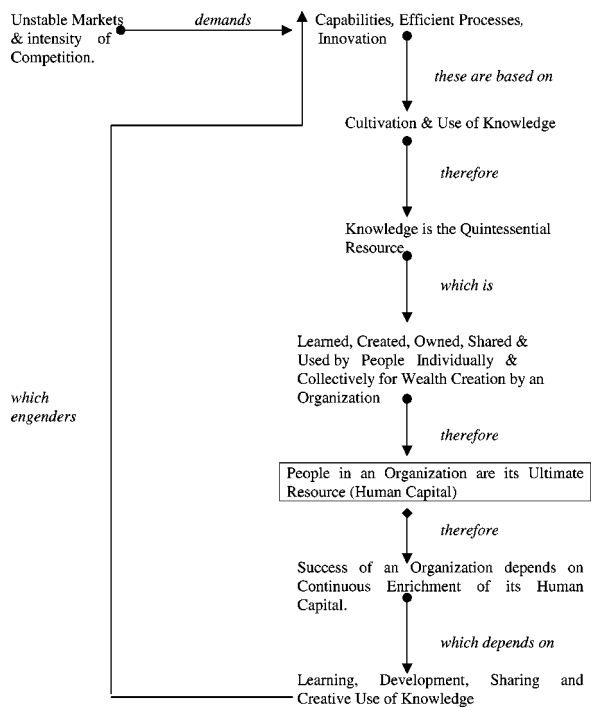 Unstable Markets
& intensity of
Competition.
demands
Capabilities, Efficient Processes,
Innovation
these are based on
Cultivation & Use of Knowledge
therefore
Knowledge is the Quintessential
Resource
which is
Learned, Created, Owned, Shared &
Used by People Individually &
Collectively for Wealth Creation by an
Organization
which
engenders
therefore
People in an Organization are its Ultimate
Resource (Human Capital)
therefore
Success of an Organization depends on
Continuous Enrichment of its Human
Capital.
which depends on
Learning, Development, Sharing and
Creative Use of Knowledge